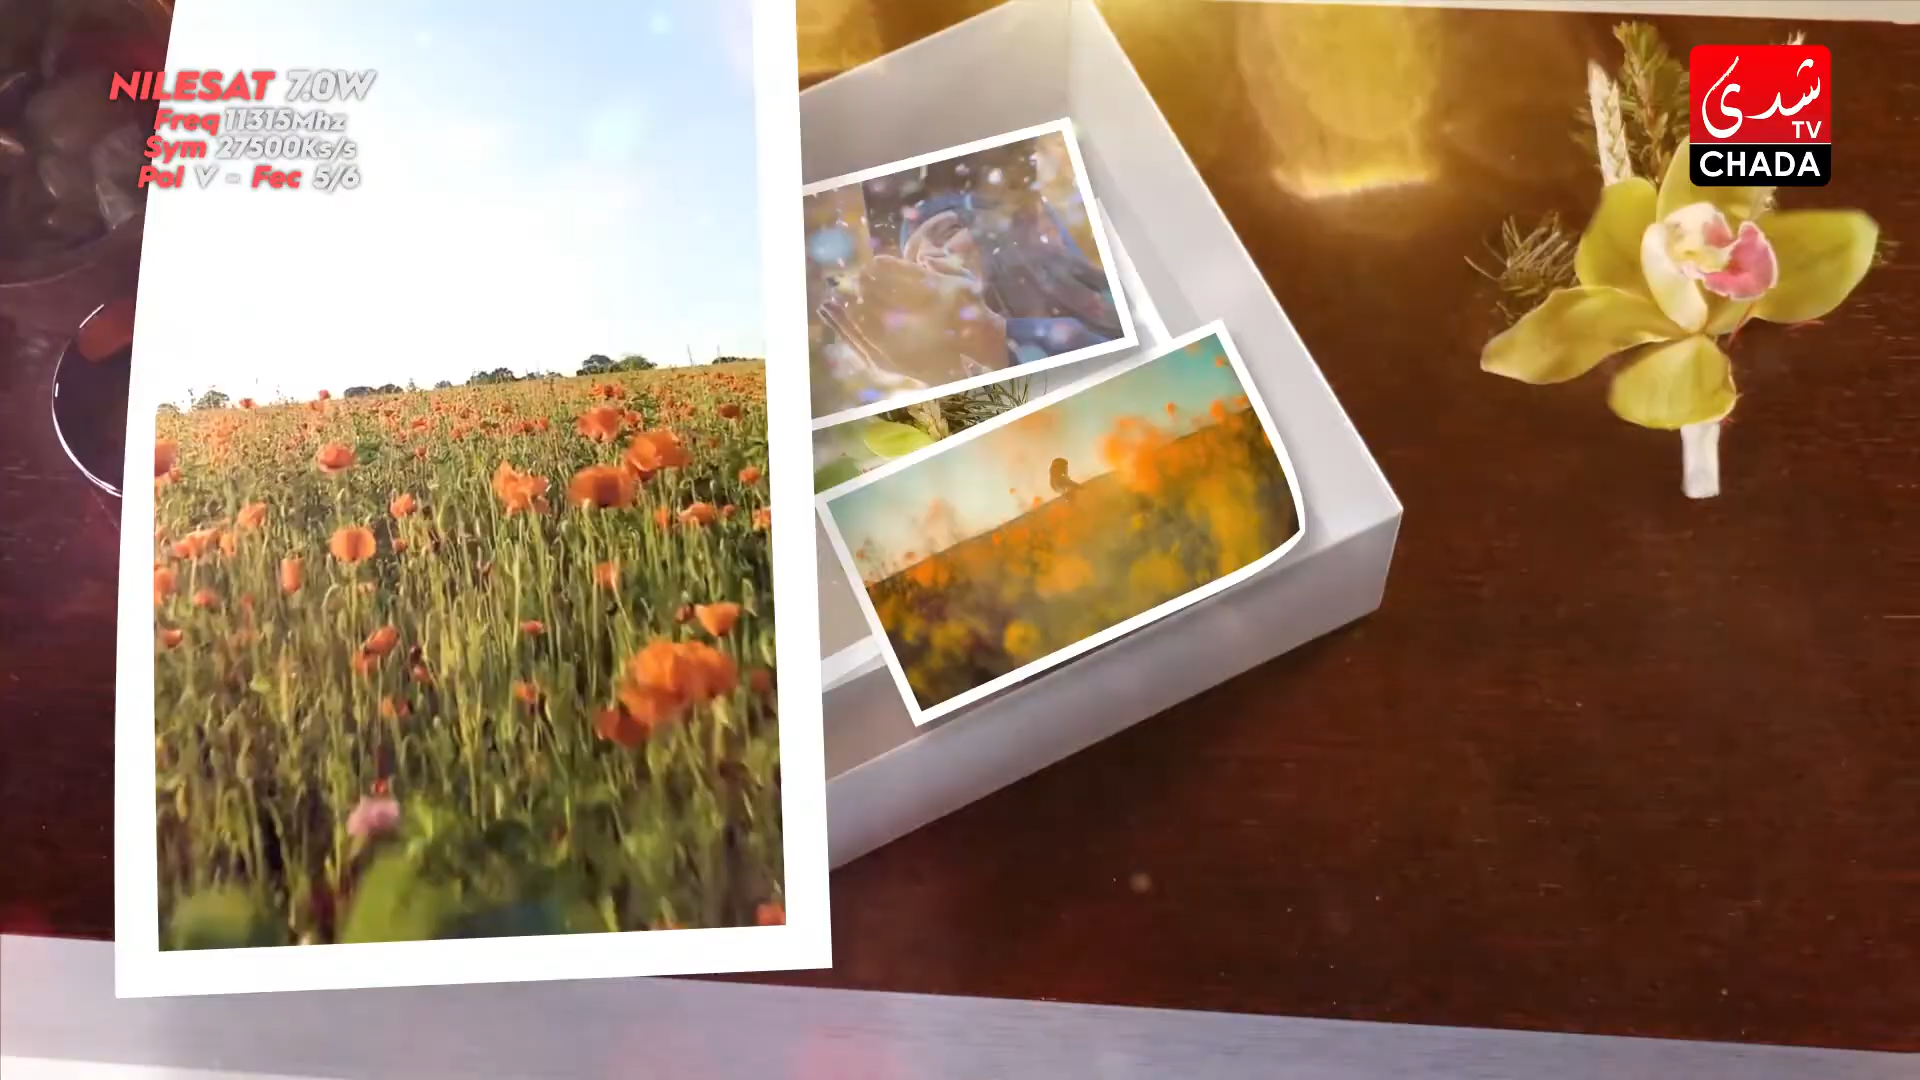 NILESAT 7.0W
Freq 11315Mhz
Sym 27500Ks/s
Pol V - Fec 5/6
شدى
TV
CHADA